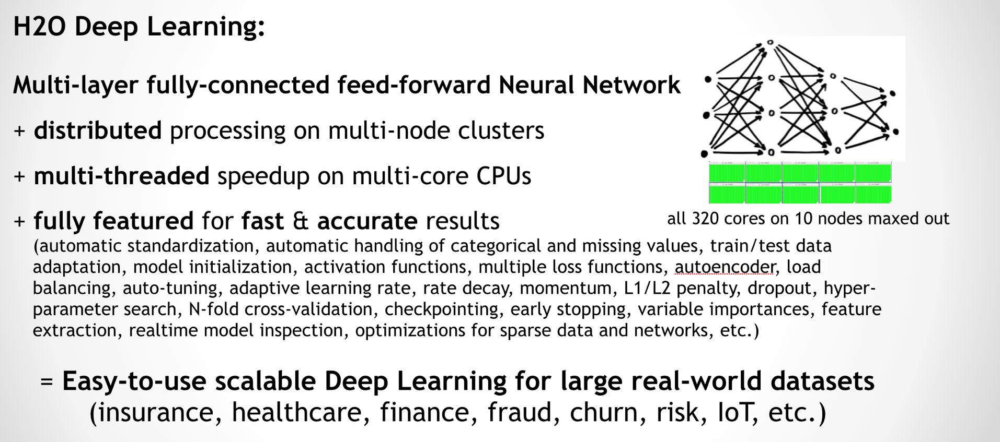 H2O Deep Learning:
Multi-layer fully-connected feed-forward Neural Network
+ distributed processing on multi-node clusters
+ multi-threaded speedup on multi-core CPUs
+ fully featured for fast & accurate results
all 320 cores on 10 nodes maxed out
(automatic standardization, automatic handling of categorical and missing values, train/test data
adaptation, model initialization, activation functions, multiple loss functions, autoencoder, load
balancing, auto-tuning, adaptive learning rate, rate decay, momentum, L1/L2 penalty, dropout, hyper-
parameter search, N-fold cross-validation, checkpointing, early stopping, variable importances, feature
extraction, realtime model inspection, optimizations for sparse data and networks, etc.)
= Easy-to-use scalable Deep Learning for large real-world datasets
(insurance, healthcare, finance, fraud, churn, risk, IoT, etc.)